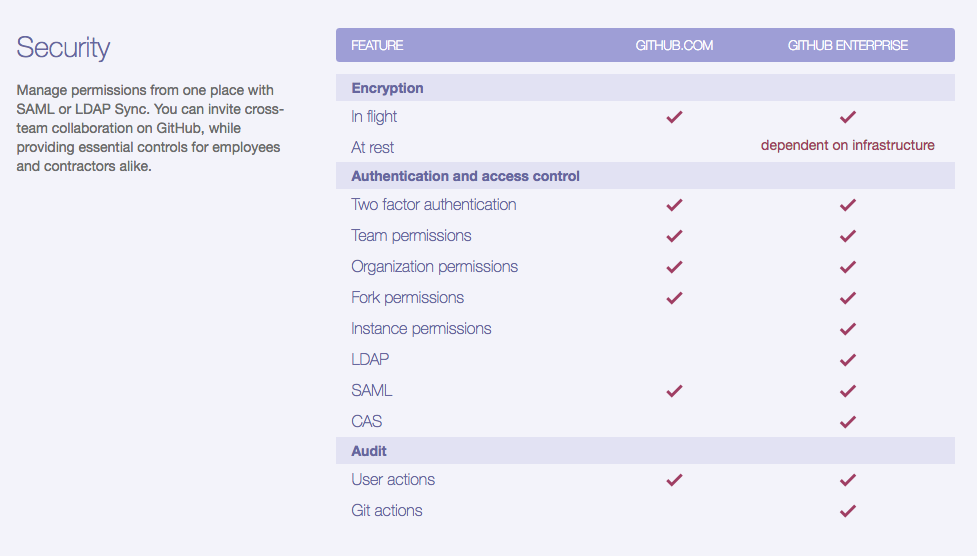 Security
Manage permissions from one place with
SAML or LDAP Sync. You can invite cross-
team collaboration on GitHub, while
providing essential controls for employees
and contractors alike.
FEATURE GITHUB.COM GITHUB ENTERPRISE
Encryption
In flight ✓ ✓
At rest dependent on infrastructure
Authentication and access control
Two factor authentication ✓ ✓
Team permissions ✓ ✓
Organization permissions ✓ ✓
Fork permissions ✓ ✓
Instance permissions ✓
LDAP ✓
SAML ✓ ✓
CAS ✓
Audit
User actions ✓ ✓
Git actions ✓